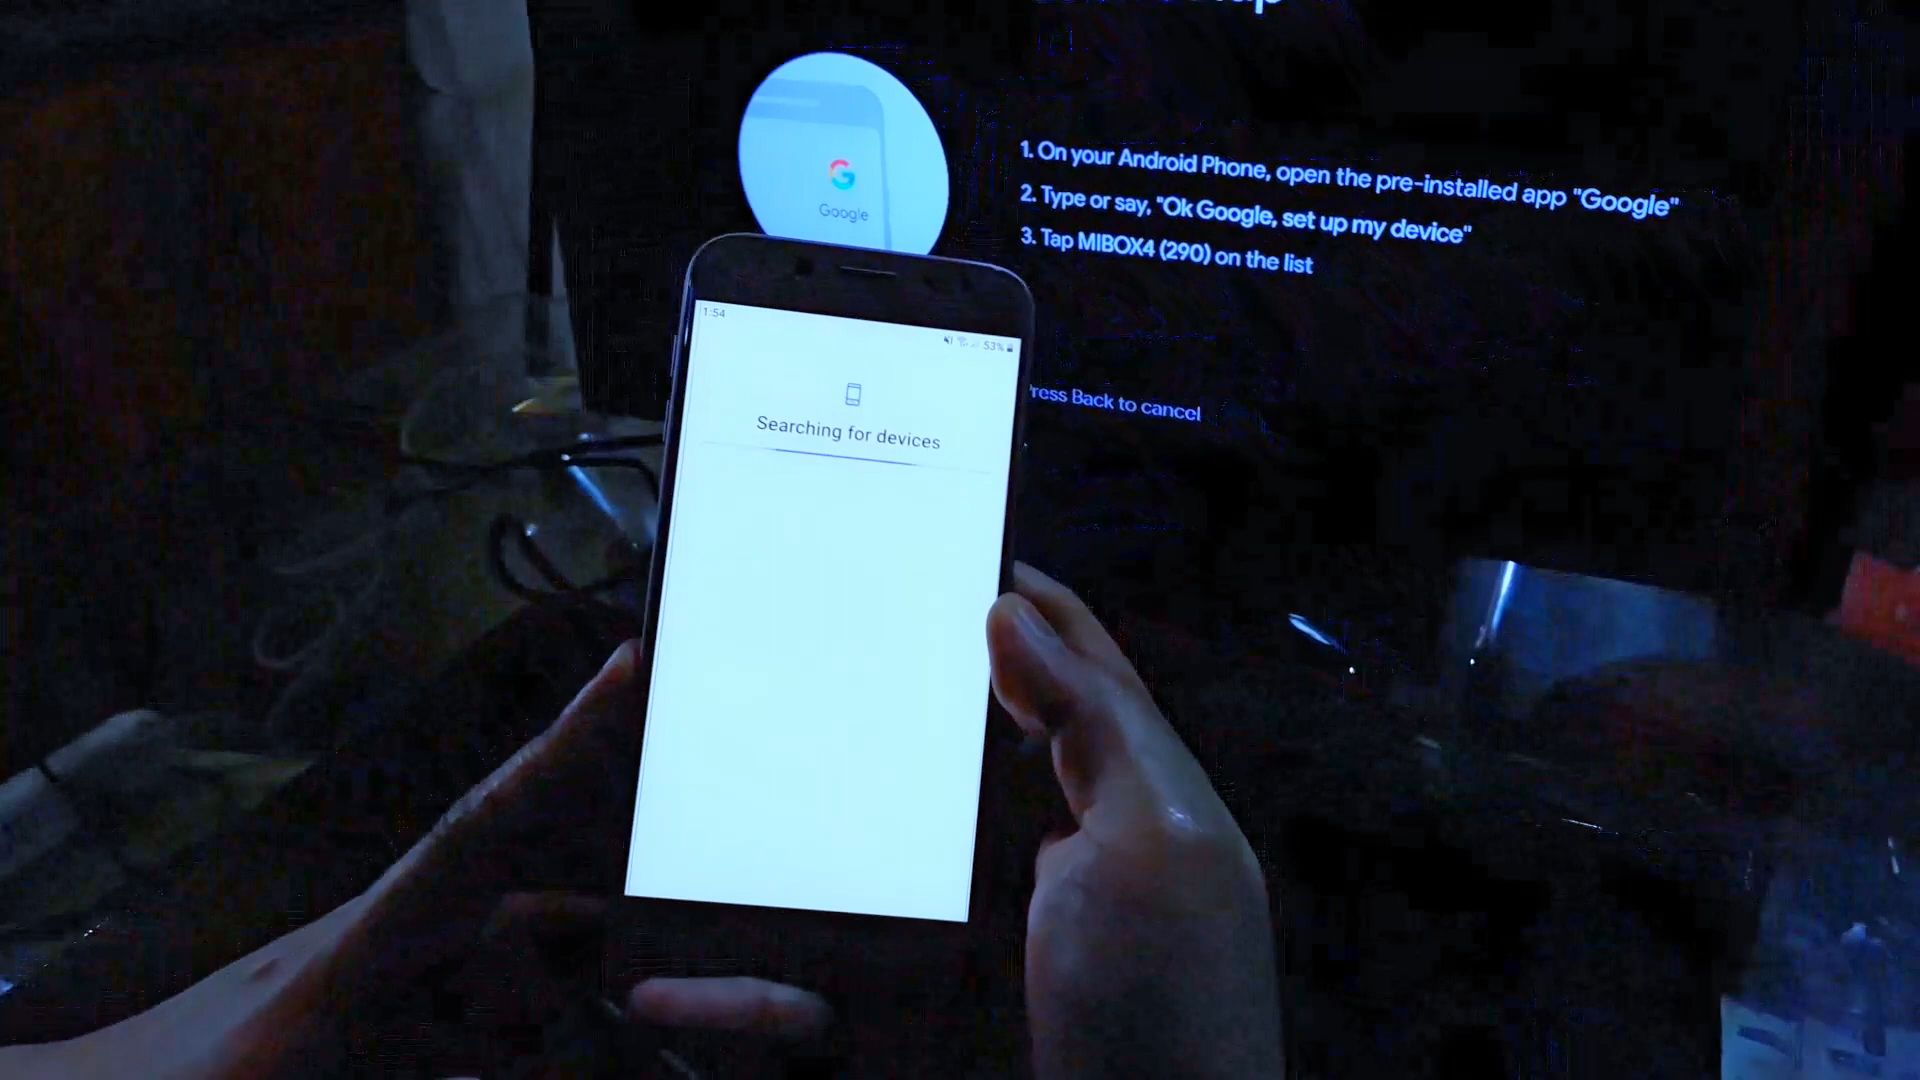 1. On your Android Phone, open the pre-installed app "Google"
2. Type or say, "Ok Google, set up my device"
3. Tap MIBOX4 (290) on the list
Google
1:54
53%
Searching for devices
Press Back to cancel